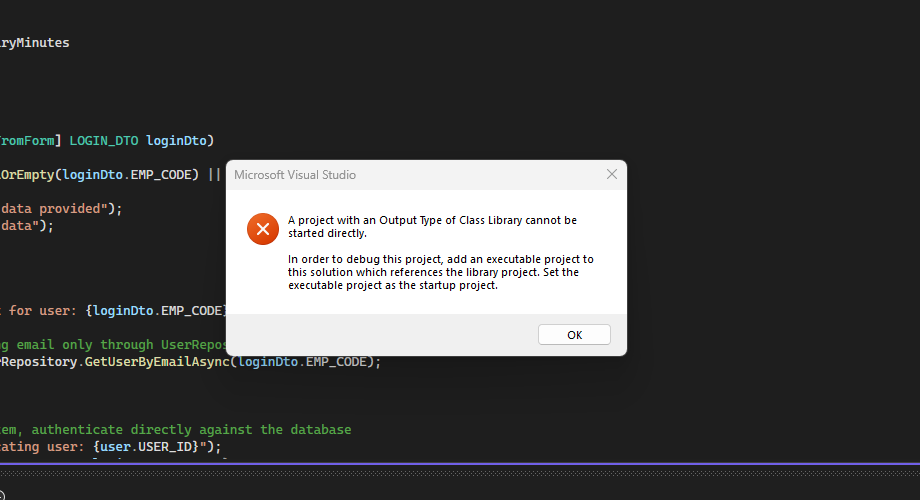 ryMinutes
romForm] LOGIN_DTO loginDto)
OrEmpty(loginDto.EMP_CODE) ||
Microsoft Visual Studio
data provided");
data");
A project with an Output Type of Class Library cannot be
started directly.
In order to debug this project, add an executable project to
this solution which references the library project. Set the
executable project as the startup project.
for user: {loginDto.EMP_CODE}
OK
ng email only through UserRepos
rRepository.GetUserByEmailAsync(loginDto.EMP_CODE);
em, authenticate directly against the database
ating user: {user.USER_ID}");